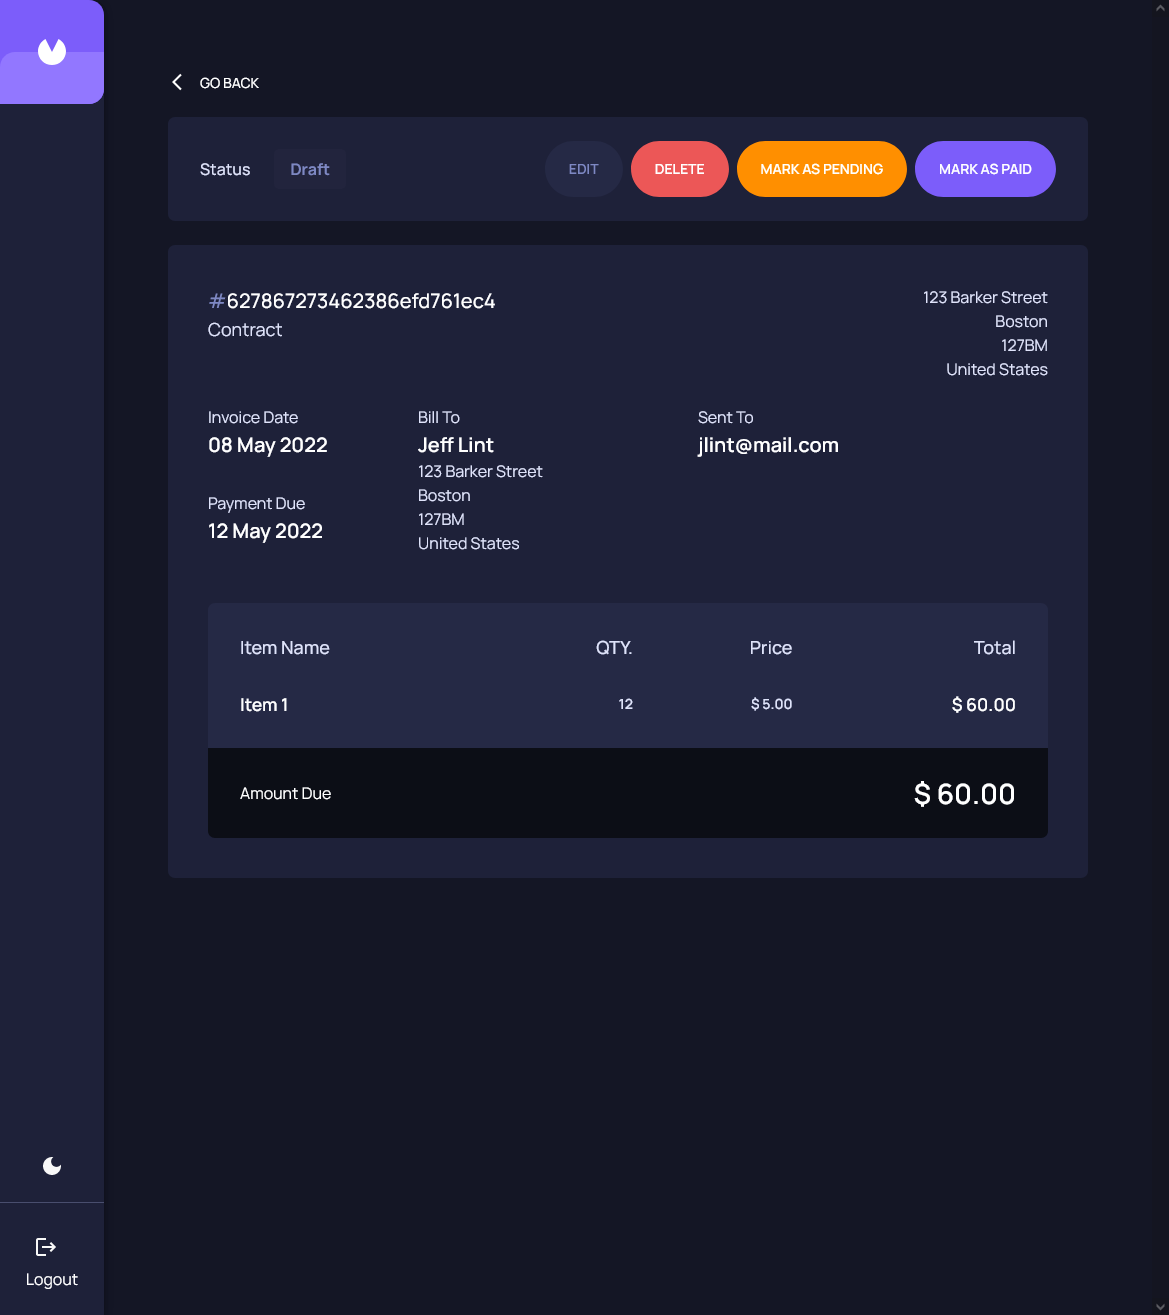 GO BACK
Status
Draft
EDIT
DELETE
MARK AS PENDING
MARK AS PAID
#627867273462386efd761ec4
Contract
123 Barker Street
Boston
127BM
United States
Invoice Date
08 May 2022
Payment Due
12 May 2022
Bill To
Jeff Lint
123 Barker Street
Boston
127BM
United States
Sent To
jlint@mail.com
Item Name QTY. Price Total
Item 1 12 $ 5.00 $ 60.00
Amount Due $ 60.00
Logout